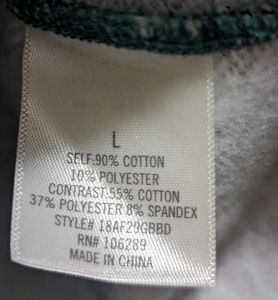 L
SELF:90% COTTON
10% POLYESTER
CONTRAST:55% COTTON
37% POLYESTER 8% SPANDEX
STYLE# 18AF29GBBD
RN# 106289
MADE IN CHINA